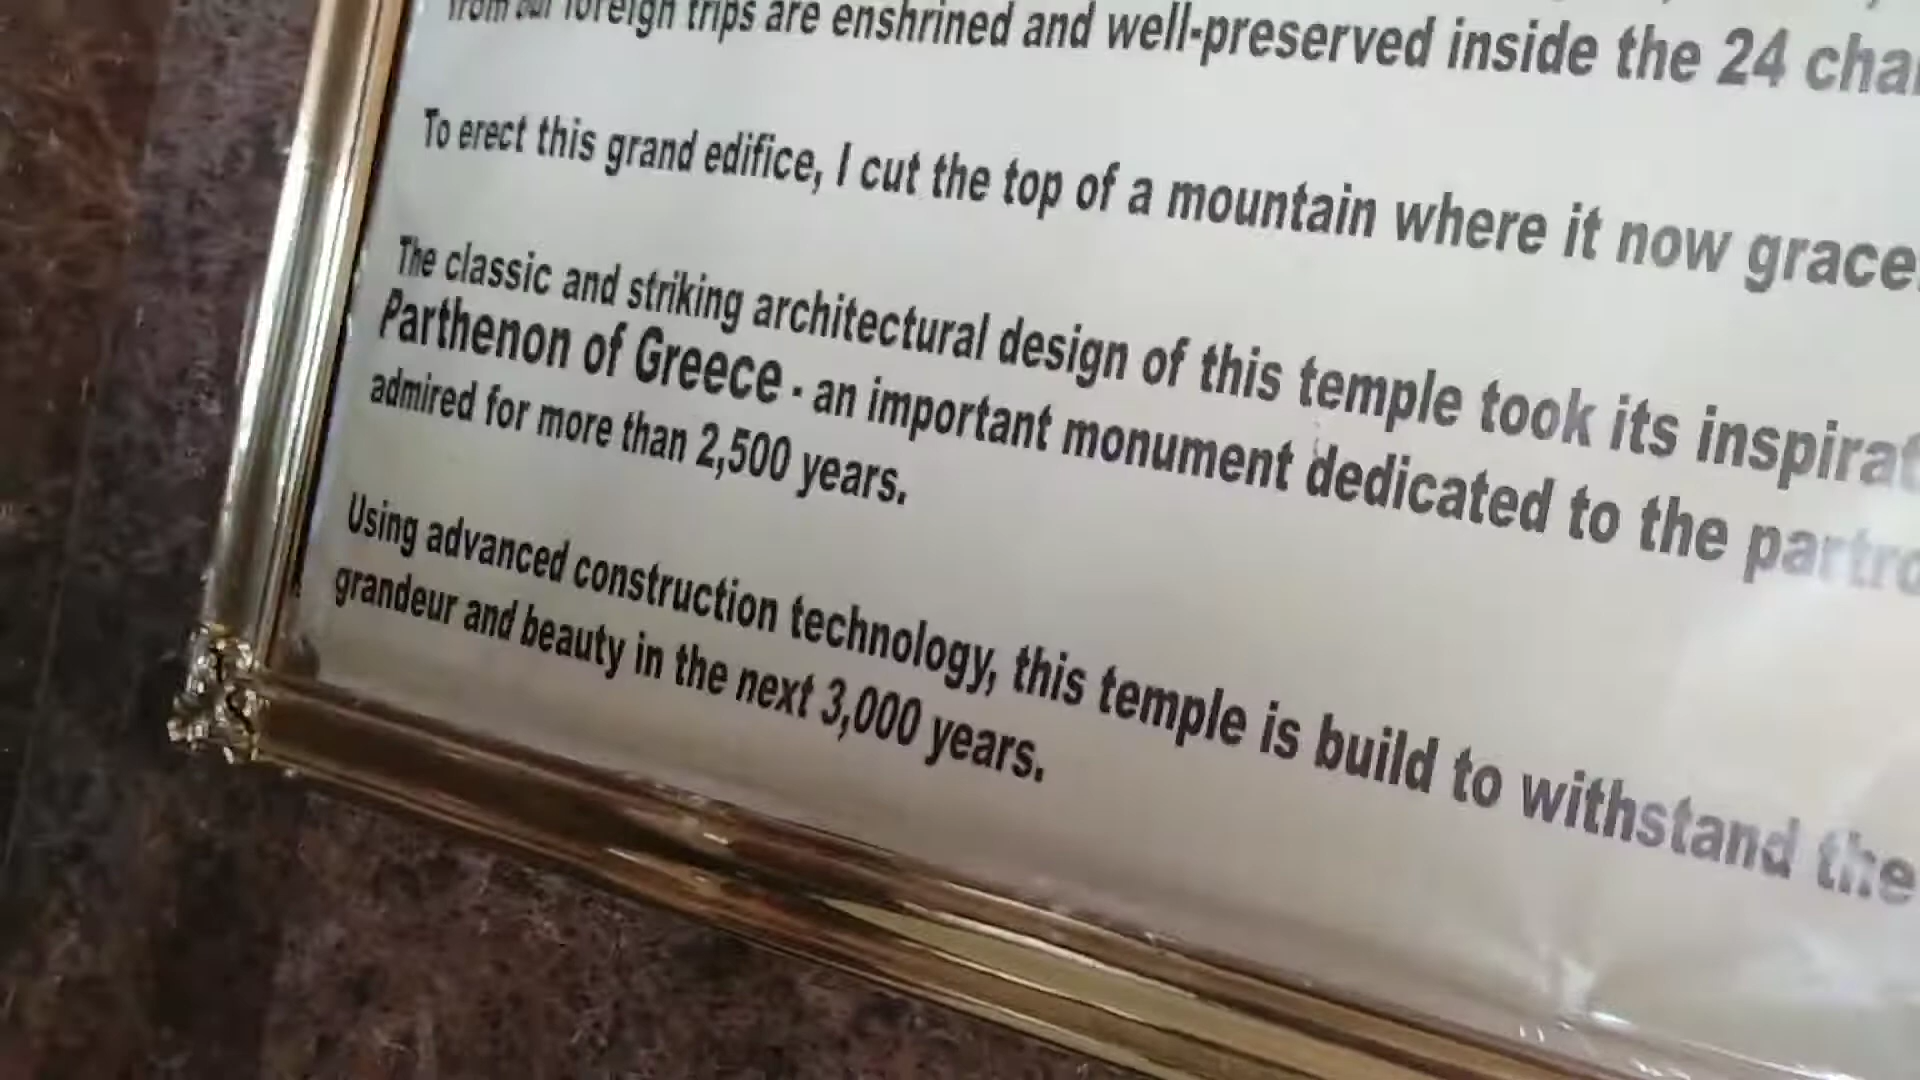 from our foreign trips are enshrined and well-preserved inside the 24
To erect this grand edifice, I cut the top of a mountain where it now
The classic and striking architectural design of this temple took its
Parthenon of Greece - an important monument dedicated to the
admired for more than 2,500 years.
Using advanced construction technology, this temple is build to withstand the
grandeur and beauty in the next 3,000 years.